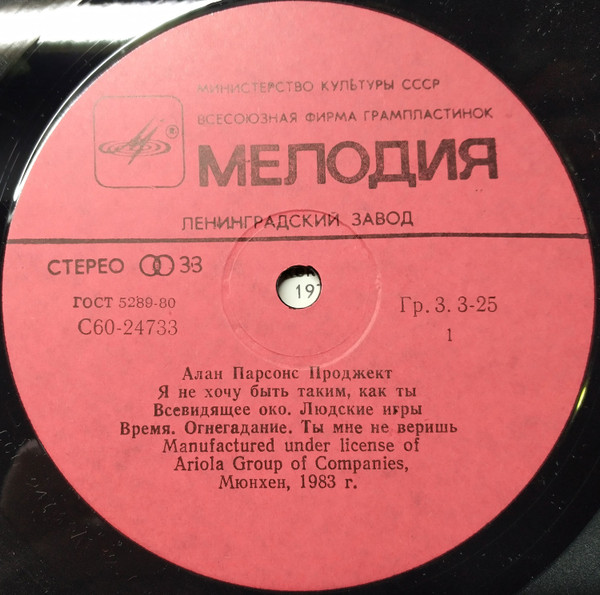 МИНИСТЕРСТВО КУЛЬТУРЫ СССР
ВСЕСОЮЗНАЯ ФИРМА ГРАМПЛАСТИНОК
®
МЕЛОДИЯ
ЛЕНИНГРАДСКИЙ ЗАВОД
СТЕРЕО 33
ГОСТ 5289-80
С60-24733
Гр. 3. 3-25
1
19
Алан Парсонс Проджект
Я не хочу быть таким, как ты
Всевидящее око. Людские игры
Время. Огнегадание. Ты мне не веришь
Manufactured under license of
Ariola Group of Companies,
Мюнхен, 1983 г.